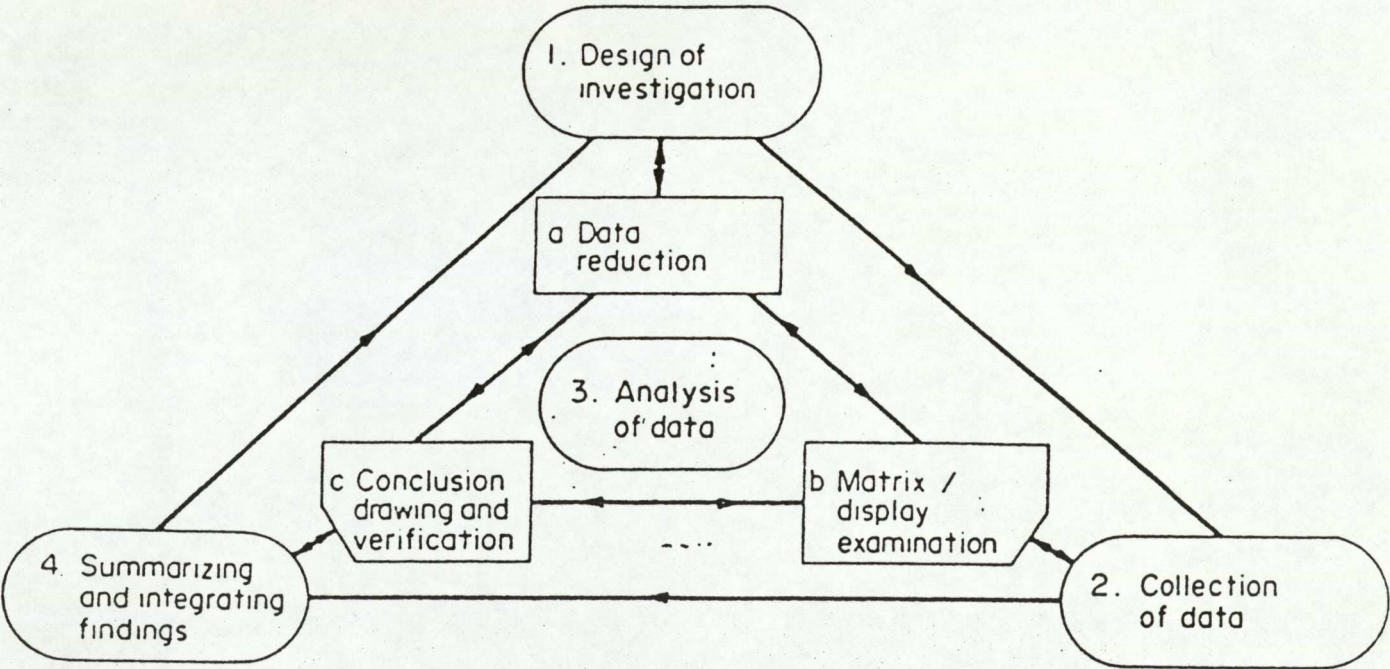 1. Design of
investigation
a Data
reduction
3. Analysis
of data
c Conclusion
drawing and
verification
b Matrix /
display
examination
4. Summarizing
and integrating
findings
2. Collection
of data